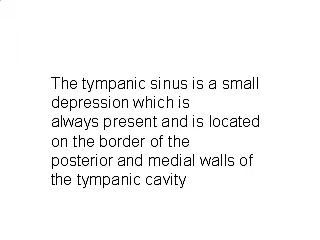 The tympanic sinus is a small
depression which is
always present and is located
on the border of the
posterior and medial walls of
the tympanic cavity